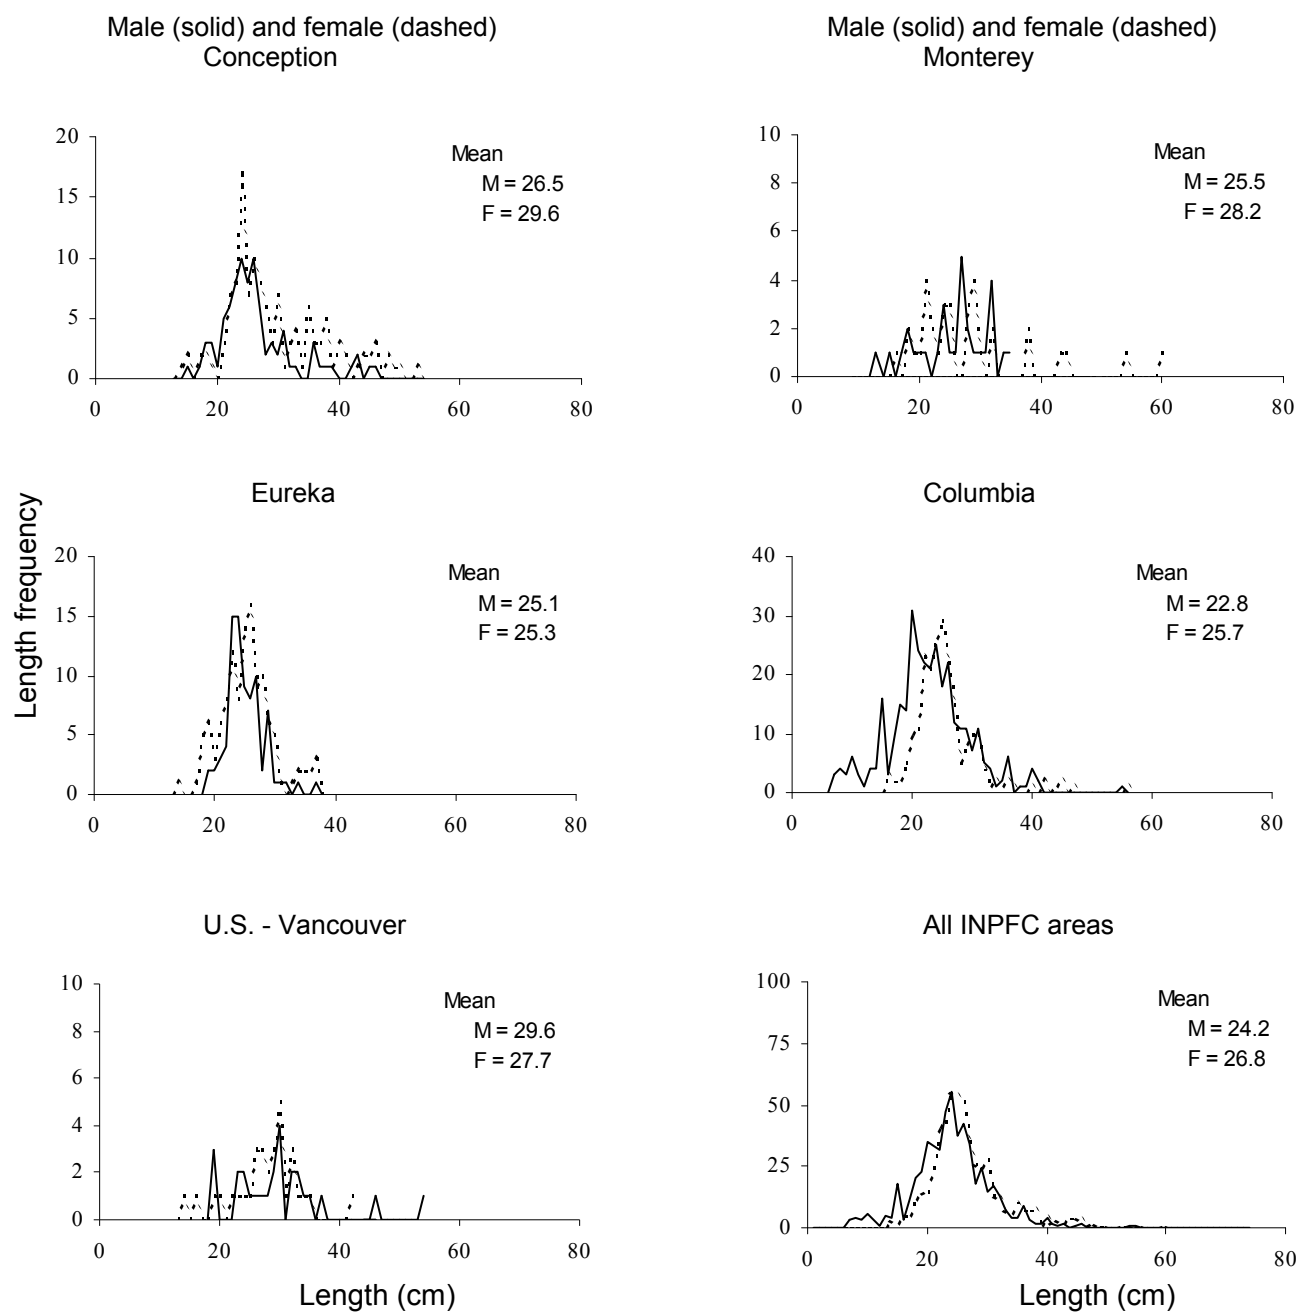 Male (solid) and female (dashed)
Conception
20
15
10
5
0
0 20 40 60 80
Mean
M = 26.5
F = 29.6
Male (solid) and female (dashed)
Monterey
10
8
6
4
2
0
0 20 40 60 80
Mean
M = 25.5
F = 28.2
Length frequency
Eureka
20
15
10
5
0
0 20 40 60 80
Mean
M = 25.1
F = 25.3
Columbia
40
30
20
10
0
0 20 40 60 80
Mean
M = 22.8
F = 25.7
U.S. - Vancouver
10
8
6
4
2
0
0 20 40 60 80
Mean
M = 29.6
F = 27.7
Length (cm)
All INPFC areas
100
75
50
25
0
0 20 40 60 80
Mean
M = 24.2
F = 26.8
Length (cm)